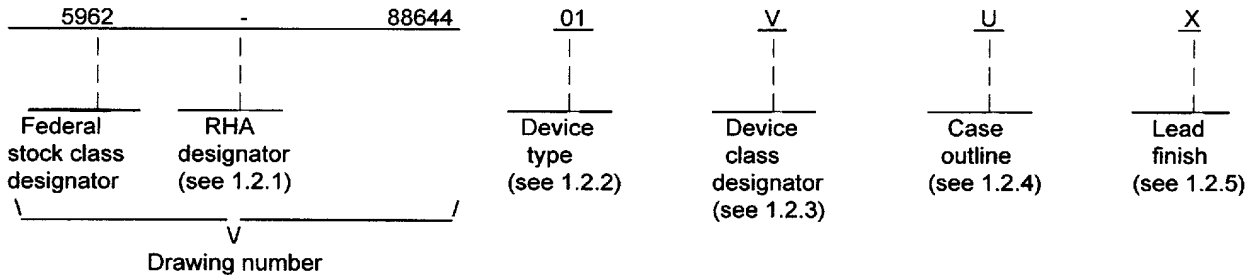 5962 - 88644 01 V U X
Federal stock class designator
RHA designator (see 1.2.1)
Device type (see 1.2.2)
Device class designator (see 1.2.3)
Case outline (see 1.2.4)
Lead finish (see 1.2.5)
V
Drawing number